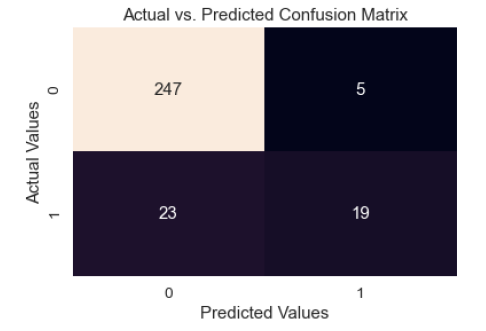 Actual vs. Predicted Confusion Matrix
Actual Values
0
247
5
1
23
19
0
1
Predicted Values